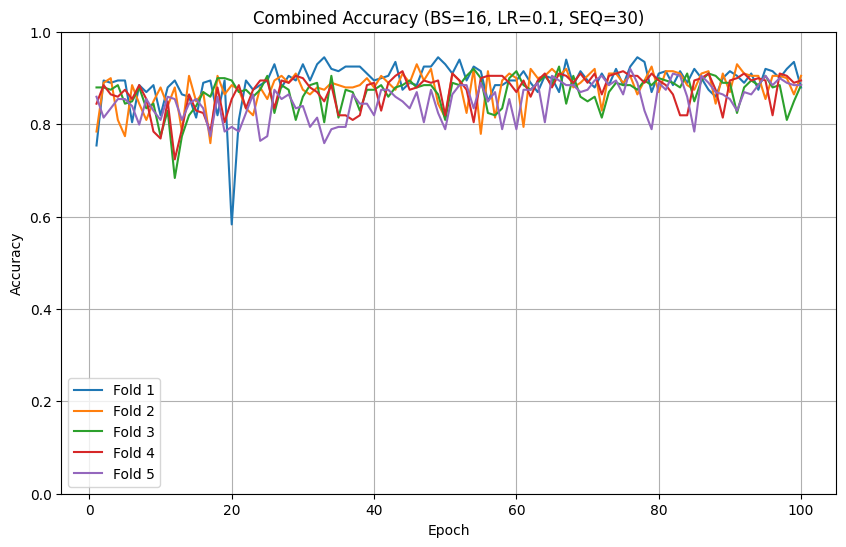 Combined Accuracy (BS=16, LR=0.1, SEQ=30)
Accuracy
1.0
0.8
0.6
0.4
0.2
0.0
Fold 1
Fold 2
Fold 3
Fold 4
Fold 5
0 20 40 60 80 100
Epoch